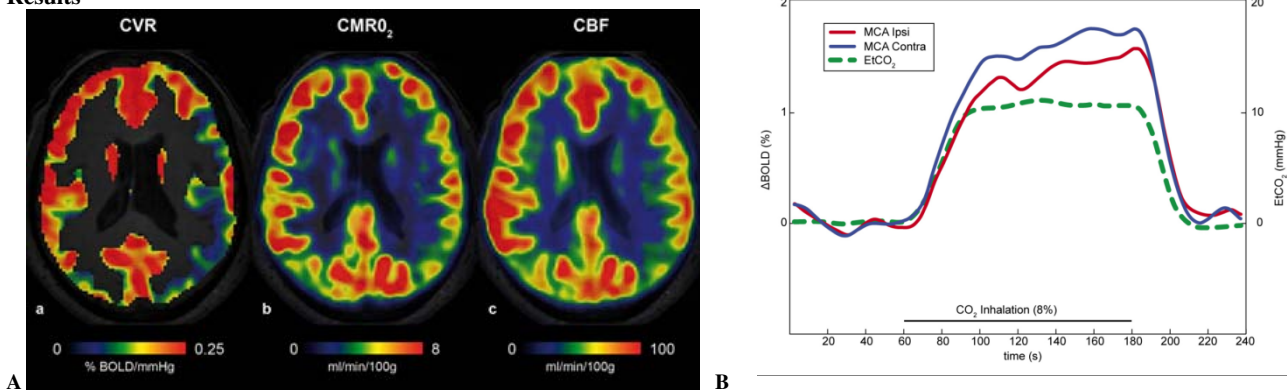 Results
CVR
CMR0₂
CBF
a
b
c
0 0.25
% BOLD/mmHg
0 8
ml/min/100g
0 100
ml/min/100g
A
2
1
0
ΔBOLD (%)
MCA Ipsi
MCA Contra
EtCO₂
20
10
0
EtCO₂ (mmHg)
CO₂ Inhalation (8%)
20 40 60 80 100 120 140 160 180 200 220 240
time (s)
B